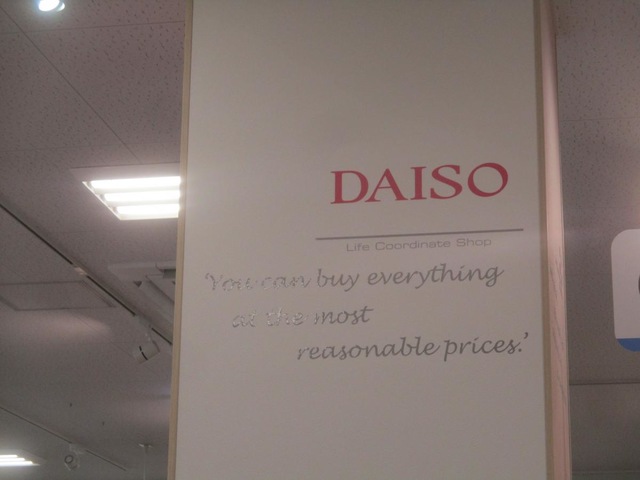 DAISO
Life Coordinate Shop
'You can buy everything
at the most
reasonable prices.'